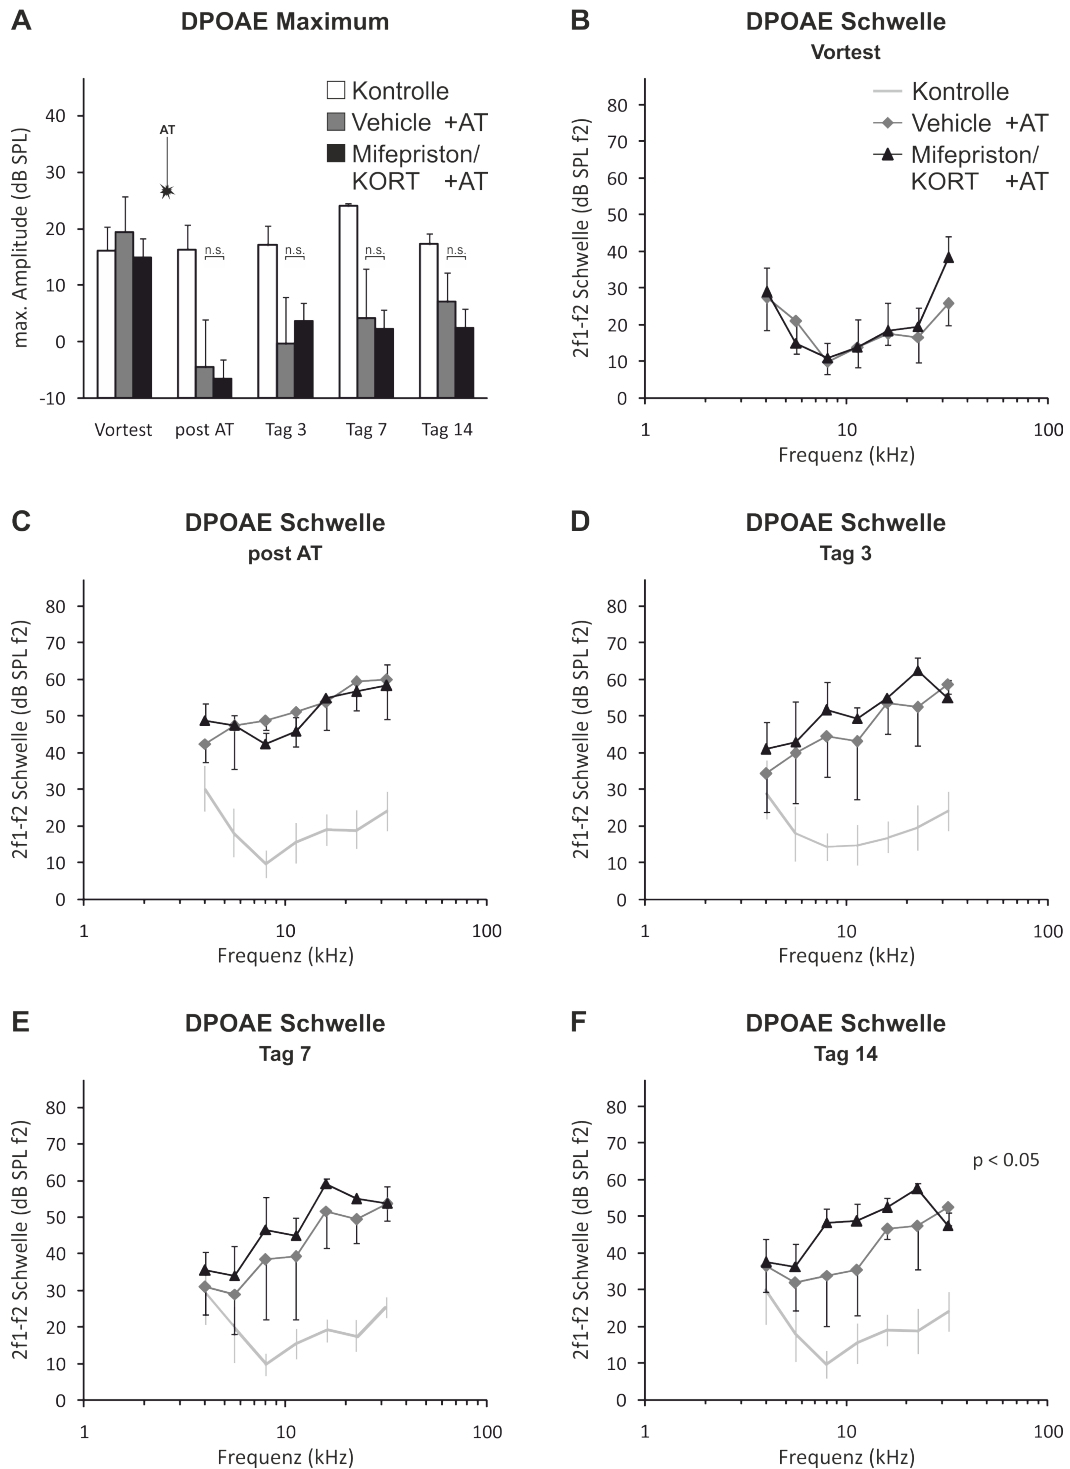 A
DPOAE Maximum
Kontrolle
Vehicle +AT
Mifepriston/
KORT +AT
AT
n.s. n.s. n.s. n.s.
max. Amplitude (dB SPL)
40
30
20
10
0
-10
Vortest post AT Tag 3 Tag 7 Tag 14
B
DPOAE Schwelle
Vortest
Kontrolle
Vehicle +AT
Mifepriston/
KORT +AT
2f1-f2 Schwelle (dB SPL f2)
80
70
60
50
40
30
20
10
0
1 10 100
Frequenz (kHz)
C
DPOAE Schwelle
post AT
2f1-f2 Schwelle (dB SPL f2)
80
70
60
50
40
30
20
10
0
1 10 100
Frequenz (kHz)
D
DPOAE Schwelle
Tag 3
2f1-f2 Schwelle (dB SPL f2)
80
70
60
50
40
30
20
10
0
1 10 100
Frequenz (kHz)
E
DPOAE Schwelle
Tag 7
2f1-f2 Schwelle (dB SPL f2)
80
70
60
50
40
30
20
10
0
1 10 100
Frequenz (kHz)
F
DPOAE Schwelle
Tag 14
2f1-f2 Schwelle (dB SPL f2)
80
70
60
50
40
30
20
10
0
p < 0.05
1 10 100
Frequenz (kHz)